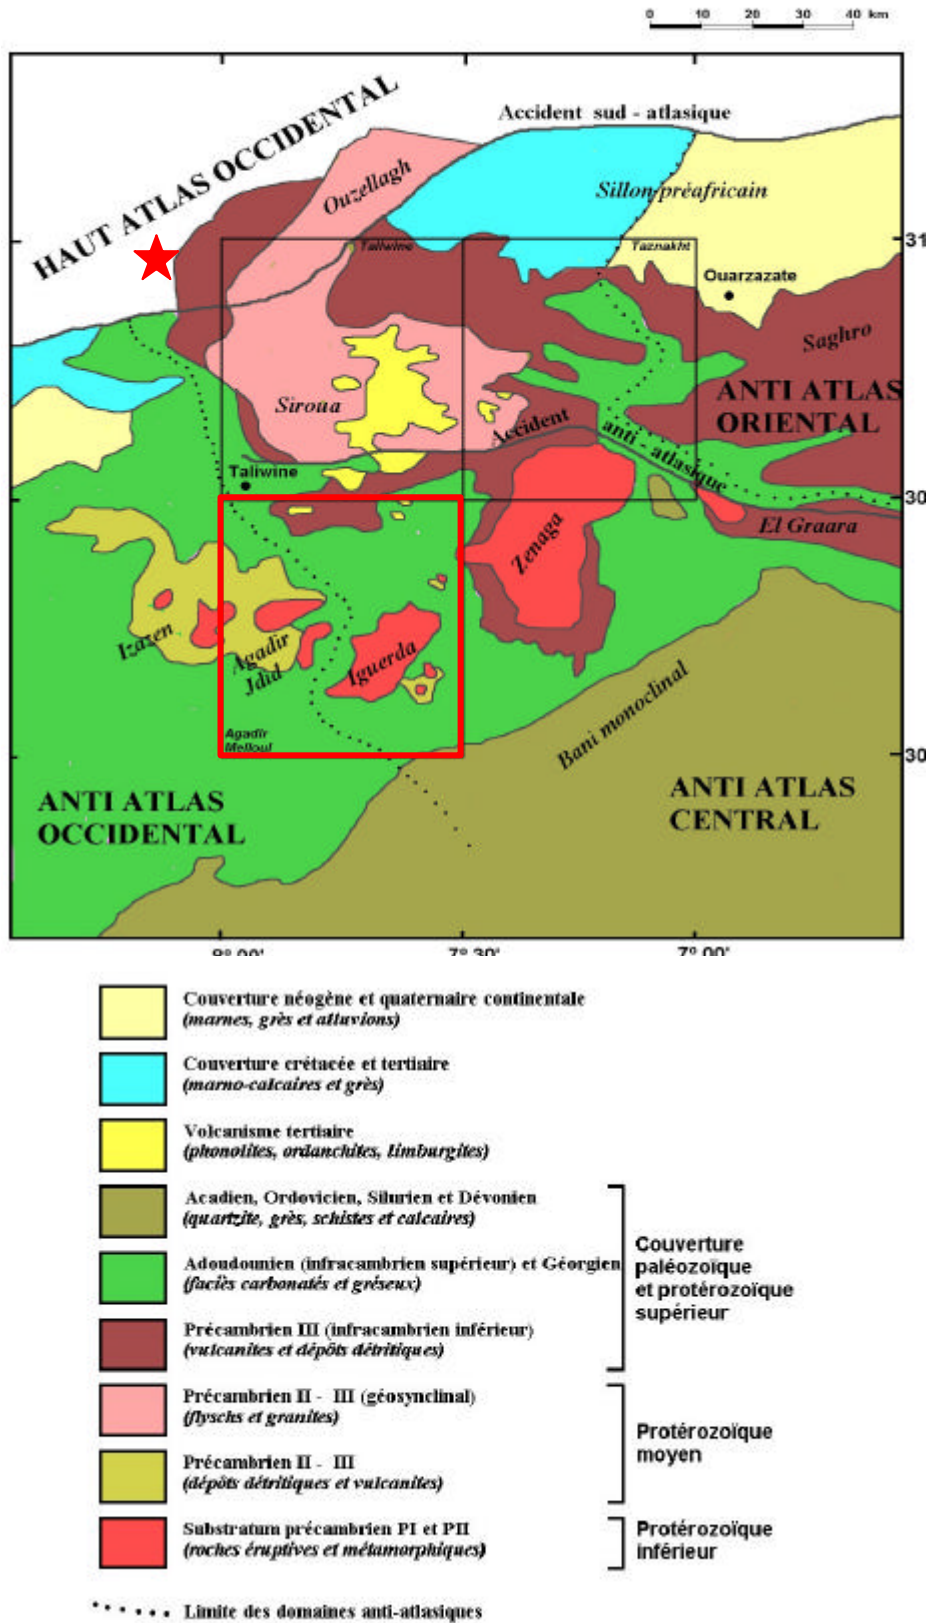 0 10 20 30 40 km
Accident sud - atlasique
HAUT ATLAS OCCIDENTAL
Ouzellagh
Sillon préafricain
31
Taliwine
Taznakht
Ouarzazate
Saghro
Siroua
ANTI ATLAS
ORIENTAL
Accident
anti - atlasique
Taliwine
30
El Graara
Zenaga
Izazen
Agadir
Jdid
Iguerda
Agadir
Melloul
Bani monoclinal
30
ANTI ATLAS
OCCIDENTAL
ANTI ATLAS
CENTRAL
8° 00'
7° 30'
7° 00'
Couverture néogène et quaternaire continentale
(marnes, grès et alluvions)
Couverture crétacée et tertiaire
(marno-calcaires et grès)
Volcanisme tertiaire
(phonolites, ordanchites, limburgites)
Acadien, Ordovicien, Silurien et Dévonien
(quartzite, grès, schistes et calcaires)
Adoudounien (infracambrien supérieur) et Géorgien
(faciès carbonatés et gréseux)
Précambrien III (infracambrien inférieur)
(vulcanites et dépôts détritiques)
Couverture
paléozoïque
et protérozoïque
supérieur
Précambrien II - III (géosynclinal)
(flyschs et granites)
Précambrien II - III
(dépôts détritiques et vulcanites)
Protérozoïque
moyen
Substratum précambrien PI et PII
(roches éruptives et métamorphiques)
Protérozoïque
inférieur
Limite des domaines anti-atlasiques